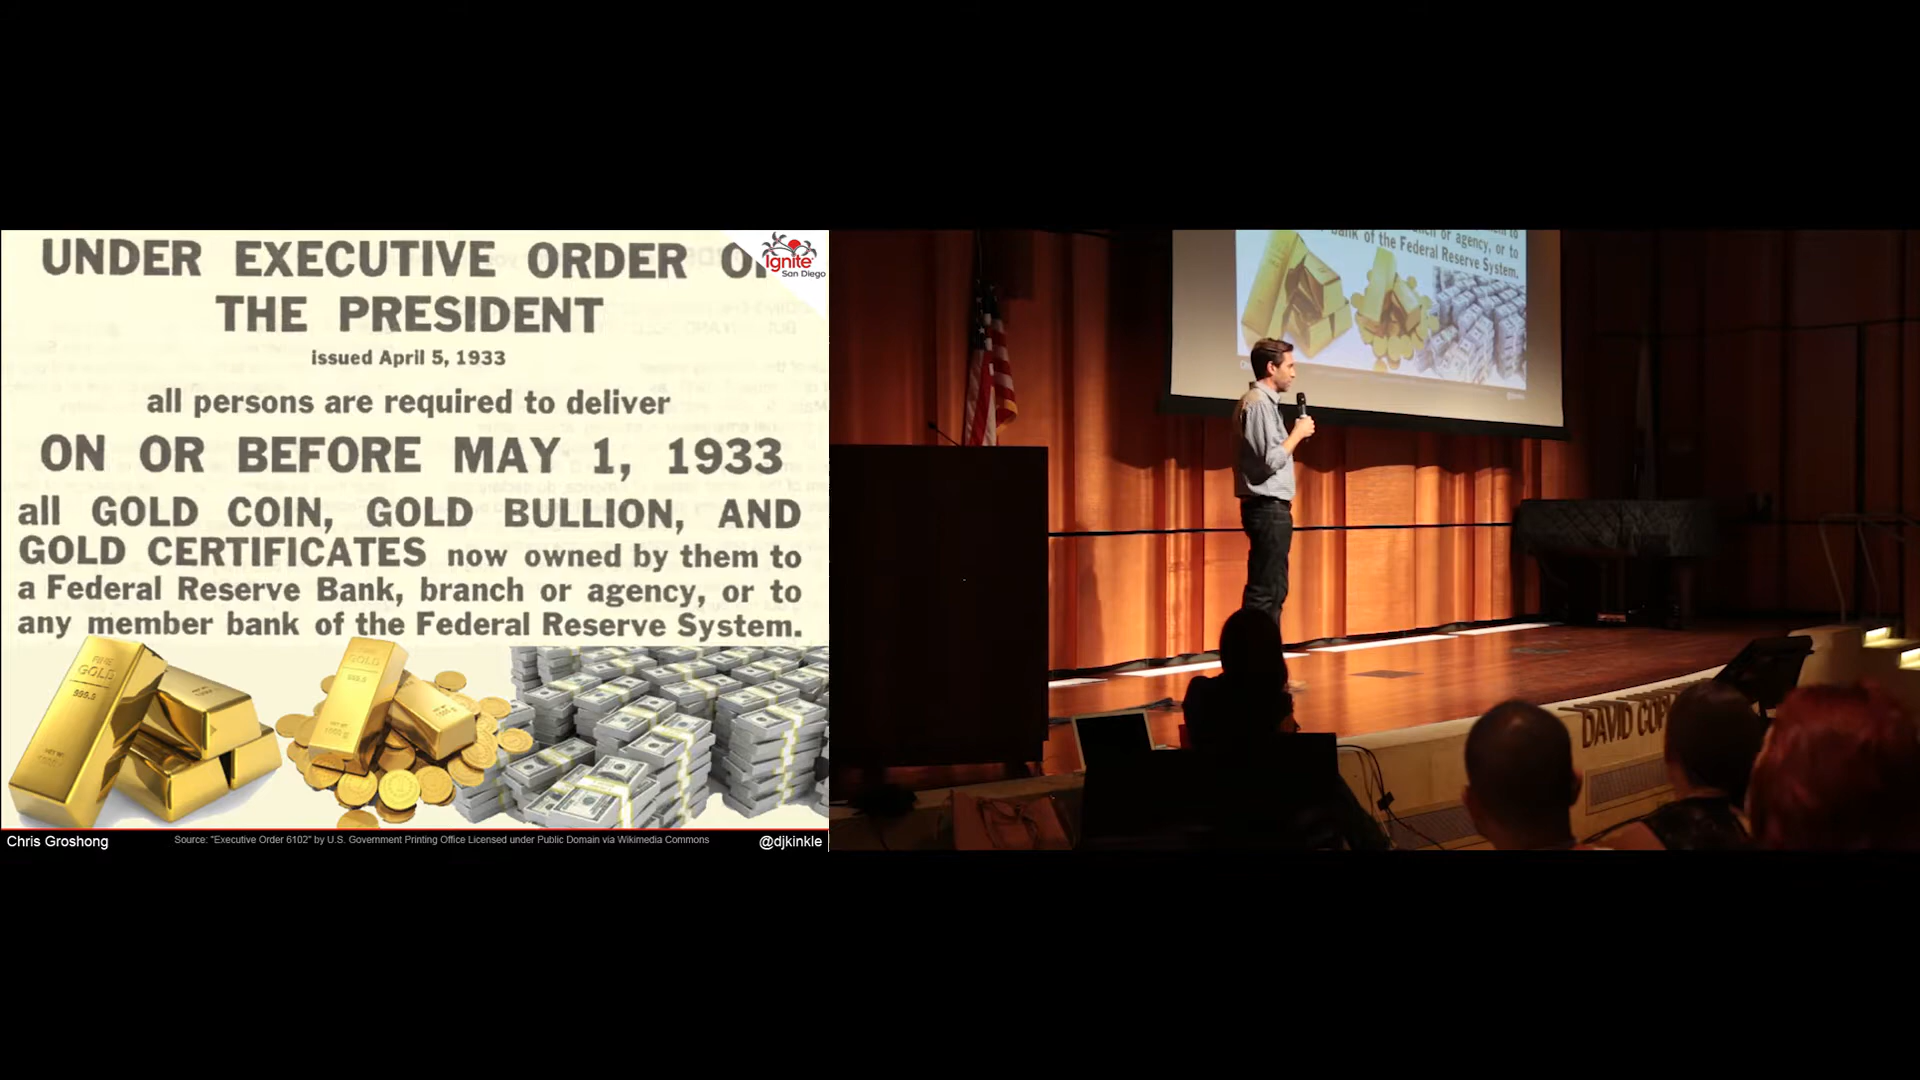 UNDER EXECUTIVE ORDER O
THE PRESIDENT
issued April 5, 1933
all persons are required to deliver
ON OR BEFORE MAY 1, 1933
all GOLD COIN, GOLD BULLION, AND
GOLD CERTIFICATES now owned by them to
a Federal Reserve Bank, branch or agency, or to
any member bank of the Federal Reserve System.
Ignite
San Diego
FINE
GOLD
999.9
Chris Groshong
Source: "Executive Order 6102" by U.S. Government Printing Office Licensed under Public Domain via Wikimedia Commons
@djkinkle
or agency, or to
bank of the Federal Reserve System.
DAVID